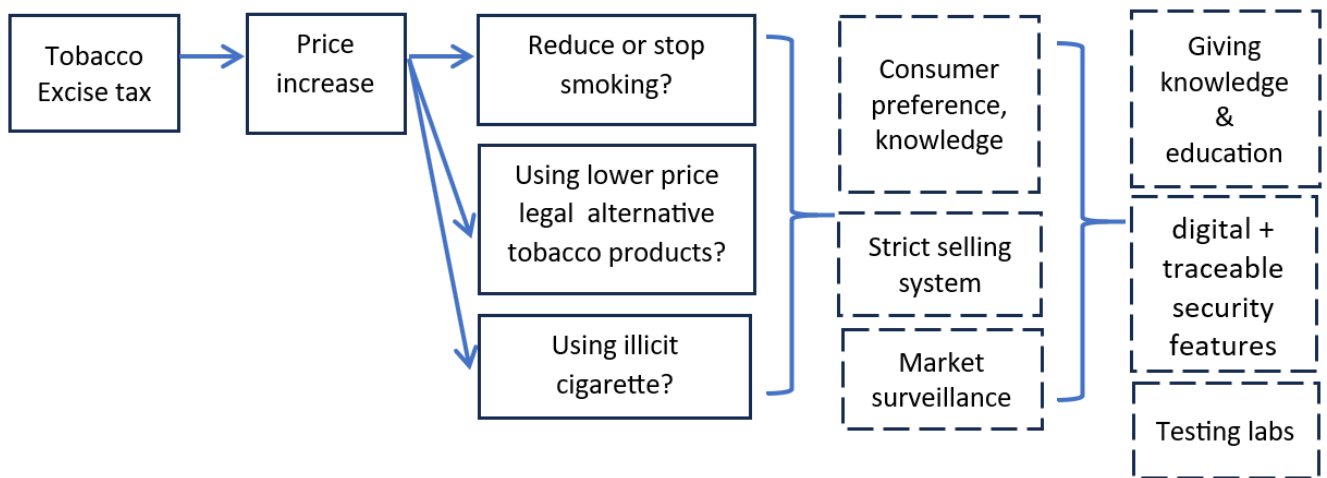 Tobacco
Excise tax
Price
increase
Reduce or stop
smoking?
Using lower price
legal alternative
tobacco products?
Using illicit
cigarette?
Consumer
preference,
knowledge
Strict selling
system
Market
surveillance
Giving
knowledge
&
education
digital +
traceable
security
features
Testing labs